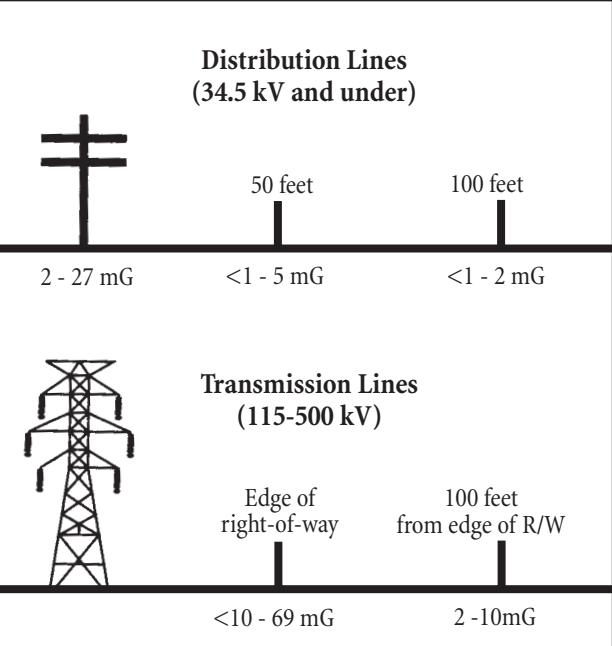 Distribution Lines
(34.5 kV and under)
50 feet
100 feet
2 - 27 mG
<1 - 5 mG
<1 - 2 mG
Transmission Lines
(115-500 kV)
Edge of
right-of-way
100 feet
from edge of R/W
<10 - 69 mG
2 -10mG